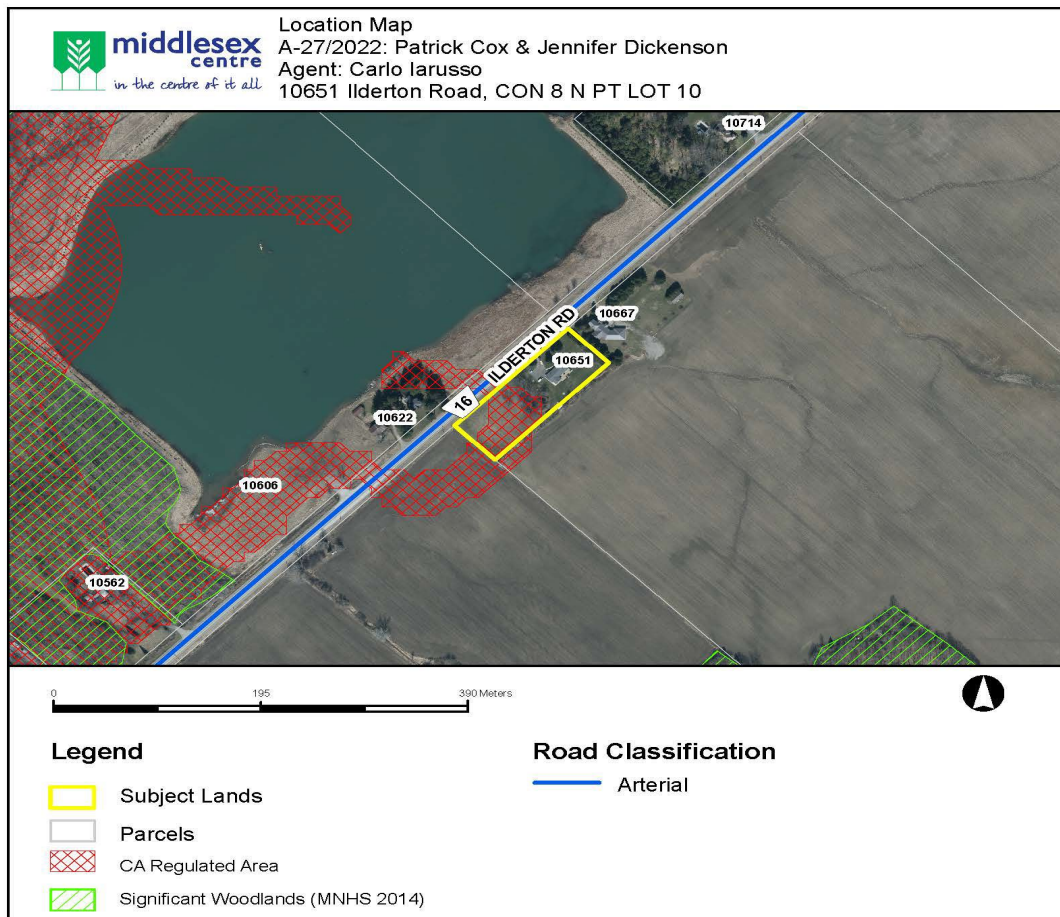 middlesex
centre
in the centre of it all
Location Map
A-27/2022: Patrick Cox & Jennifer Dickenson
Agent: Carlo Iarusso
10651 Ilderton Road, CON 8 N PT LOT 10
10714
10667
ILDERTON RD
10651
16
10622
10606
10562
0 195 390 Meters
Legend
Subject Lands
Parcels
CA Regulated Area
Significant Woodlands (MNHS 2014)
Road Classification
Arterial